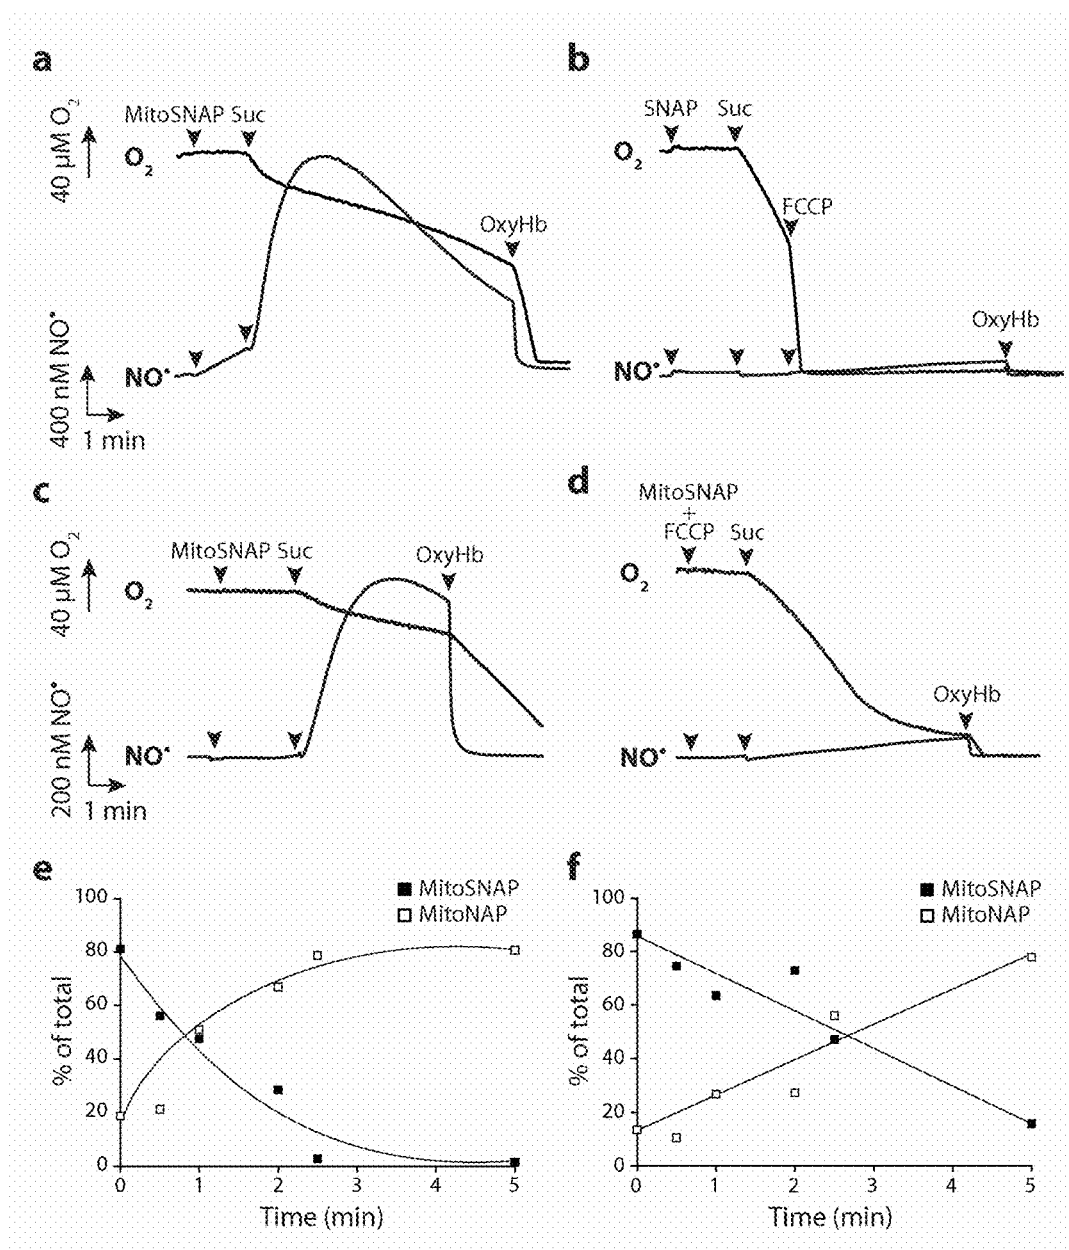 a
MitoSNAP Suc
O2
40 µM O2
OxyHb
NO•
400 nM NO•
1 min
b
SNAP Suc
O2
FCCP
OxyHb
NO•
c
MitoSNAP Suc
OxyHb
O2
40 µM O2
NO•
200 nM NO•
1 min
d
MitoSNAP
+
FCCP Suc
O2
OxyHb
NO•
e
MitoSNAP
MitoNAP
% of total
100
80
60
40
20
0
0 1 2 3 4 5
Time (min)
f
MitoSNAP
MitoNAP
% of total
100
80
60
40
20
0
0 1 2 3 4 5
Time (min)